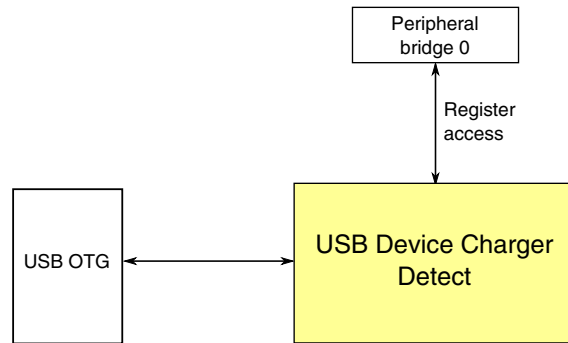 Peripheral
bridge 0
Register
access
USB OTG
USB Device Charger
Detect